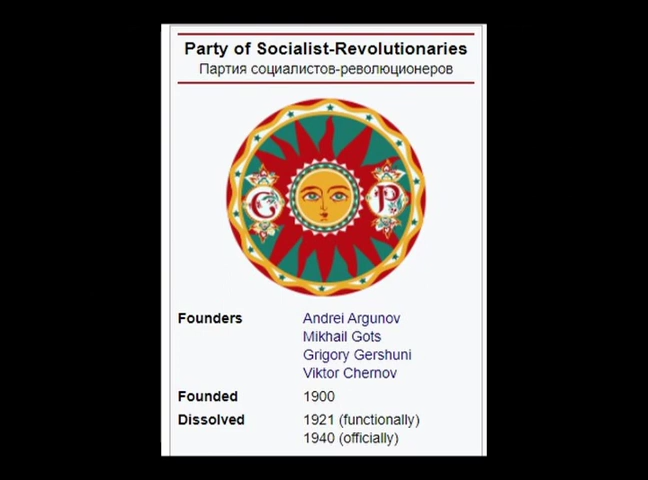 Party of Socialist-Revolutionaries
Партия социалистов-революционеров
С Р
Founders Andrei Argunov
Mikhail Gots
Grigory Gershuni
Viktor Chernov
Founded 1900
Dissolved 1921 (functionally)
1940 (officially)